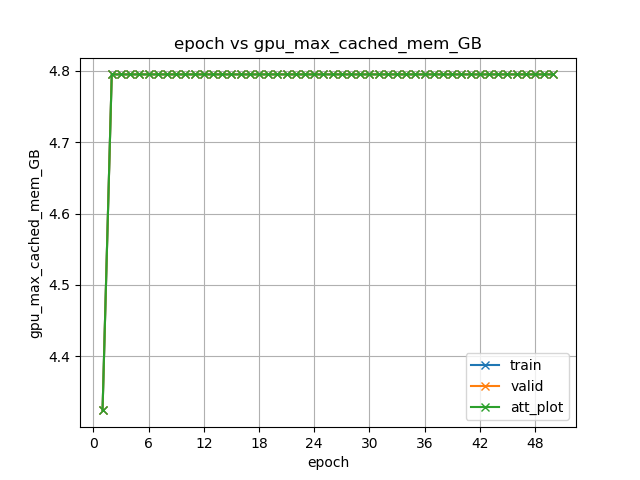 epoch vs gpu_max_cached_mem_GB
gpu_max_cached_mem_GB
4.8
4.7
4.6
4.5
4.4
0 6 12 18 24 30 36 42 48
epoch
train
valid
att_plot